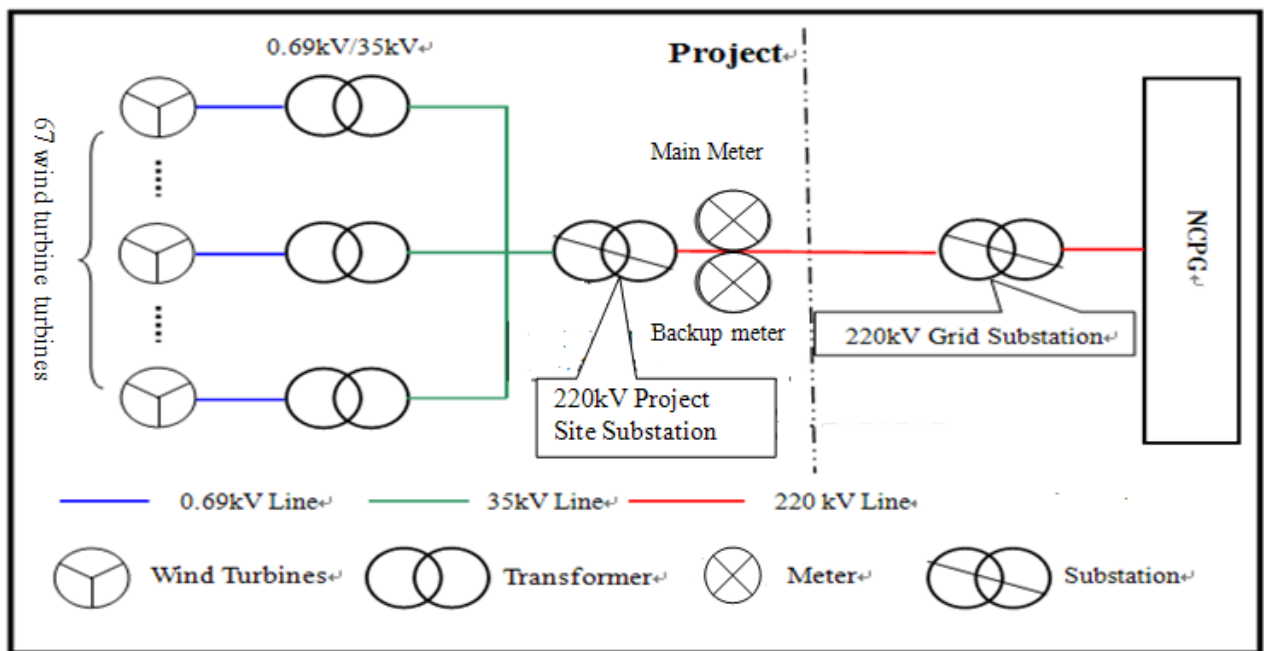 0.69kV/35kV↵
Project↵
67 wind turbine turbines
Main Meter
Backup meter
NCPG↵
220kV Grid Substation↵
220kV Project
Site Substation
0.69kV Line↵
35kV Line↵
220 kV Line↵
Wind Turbines↵
Transformer↵
Meter↵
Substation↵